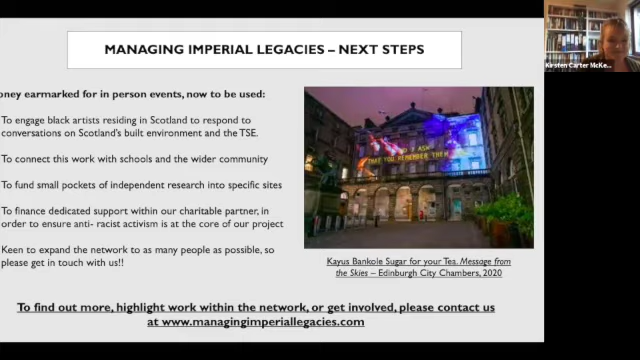 MANAGING IMPERIAL LEGACIES – NEXT STEPS
Kirsten Carter McKe...
oney earmarked for in person events, now to be used:
To engage black artists residing in Scotland to respond to
conversations on Scotland's built environment and the TSE.
To connect this work with schools and the wider community
To fund small pockets of independent research into specific sites
To finance dedicated support within our charitable partner, in
order to ensure anti- racist activism is at the core of our project
Keen to expand the network to as many people as possible, so
please get in touch with us!!
ASK
THAT YOU REMEMBER THEM
Kayus Bankole Sugar for your Tea. Message from
the Skies – Edinburgh City Chambers, 2020
To find out more, highlight work within the network, or get involved, please contact us
at www.managingimperiallegacies.com